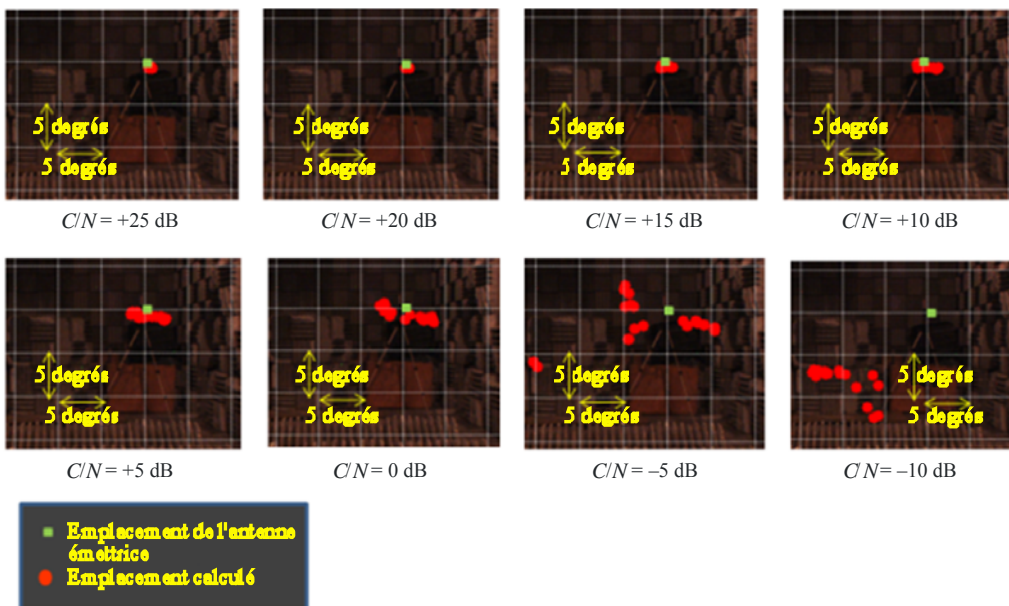 5 degrés
5 degrés
5 degrés
5 degrés
5 degrés
5 degrés
5 degrés
5 degrés
C/N = +25 dB
C/N = +20 dB
C/N = +15 dB
C/N = +10 dB
5 degrés
5 degrés
5 degrés
5 degrés
5 degrés
5 degrés
5 degrés
5 degrés
C/N = +5 dB
C/N = 0 dB
C/N = –5 dB
C/N = –10 dB
Emplacement de l'antenne
émettrice
Emplacement calculé